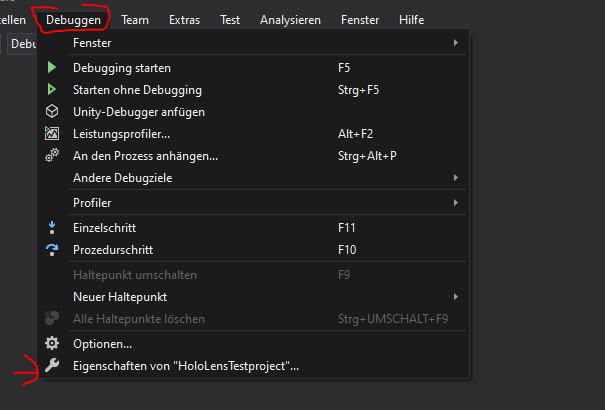 ellen Debuggen Team Extras Test Analysieren Fenster Hilfe
Debu
Fenster
Debugging starten F5
Starten ohne Debugging Strg+F5
Unity-Debugger anfügen
Leistungsprofiler... Alt+F2
An den Prozess anhängen... Strg+Alt+P
Andere Debugziele
Profiler
Einzelschritt F11
Prozedurschritt F10
Haltepunkt umschalten F9
Neuer Haltepunkt
Alle Haltepunkte löschen Strg+UMSCHALT+F9
Optionen...
Eigenschaften von "HoloLensTestproject"...